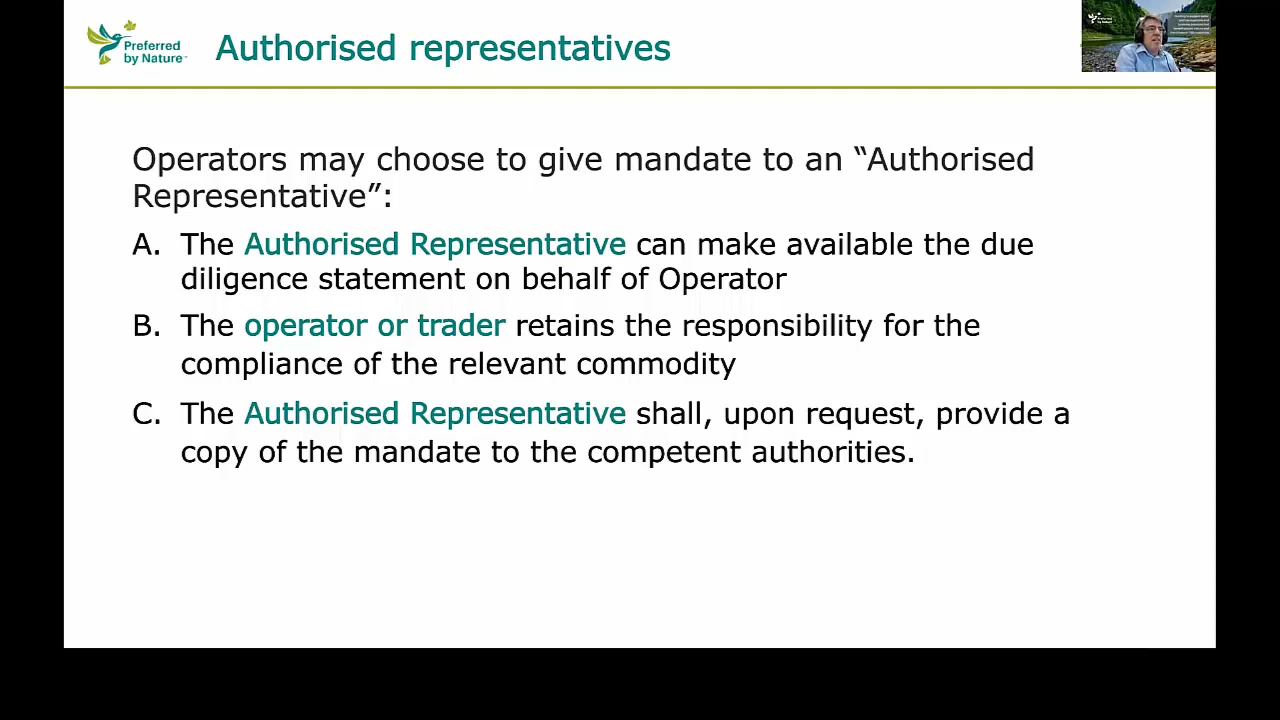 Preferred
by Nature™
Authorised representatives
Operators may choose to give mandate to an “Authorised
Representative”:
A. The Authorised Representative can make available the due
diligence statement on behalf of Operator
B. The operator or trader retains the responsibility for the
compliance of the relevant commodity
C. The Authorised Representative shall, upon request, provide a
copy of the mandate to the competent authorities.